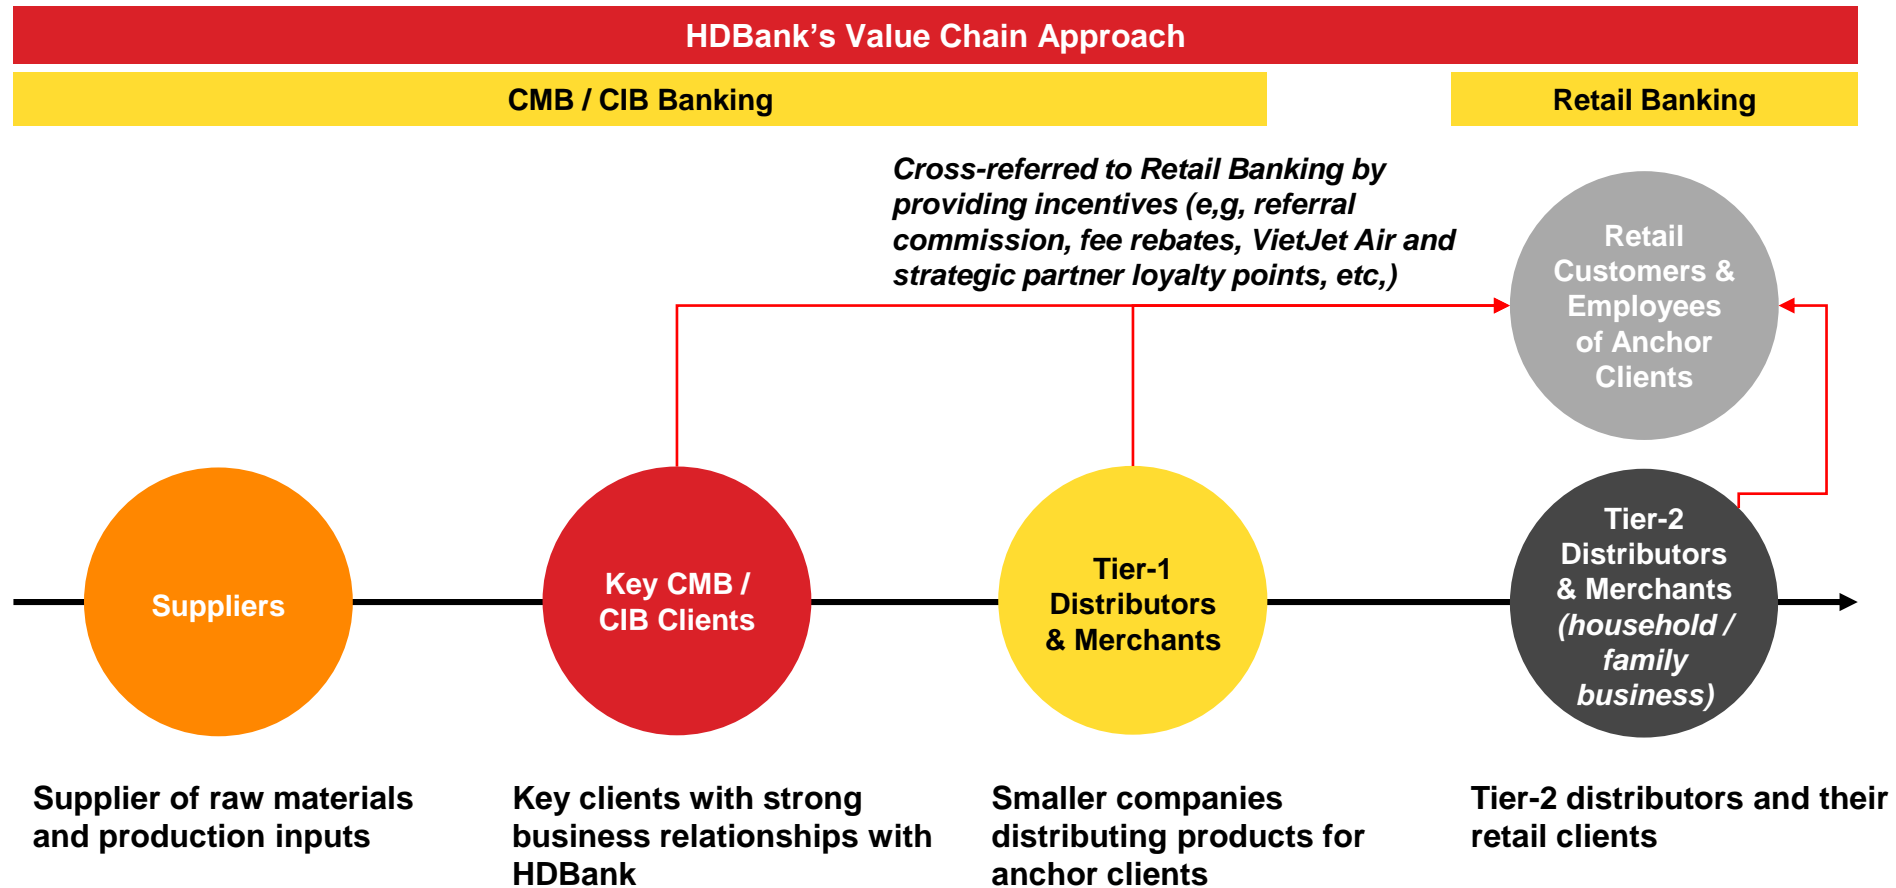 HDBank’s Value Chain Approach
CMB / CIB Banking
Retail Banking
Cross-referred to Retail Banking by
providing incentives (e,g, referral
commission, fee rebates, VietJet Air and
strategic partner loyalty points, etc,)
Retail
Customers &
Employees
of Anchor
Clients
Suppliers
Key CMB /
CIB Clients
Tier-1
Distributors
& Merchants
Tier-2
Distributors
& Merchants
(household /
family
business)
Supplier of raw materials
and production inputs
Key clients with strong
business relationships with
HDBank
Smaller companies
distributing products for
anchor clients
Tier-2 distributors and their
retail clients